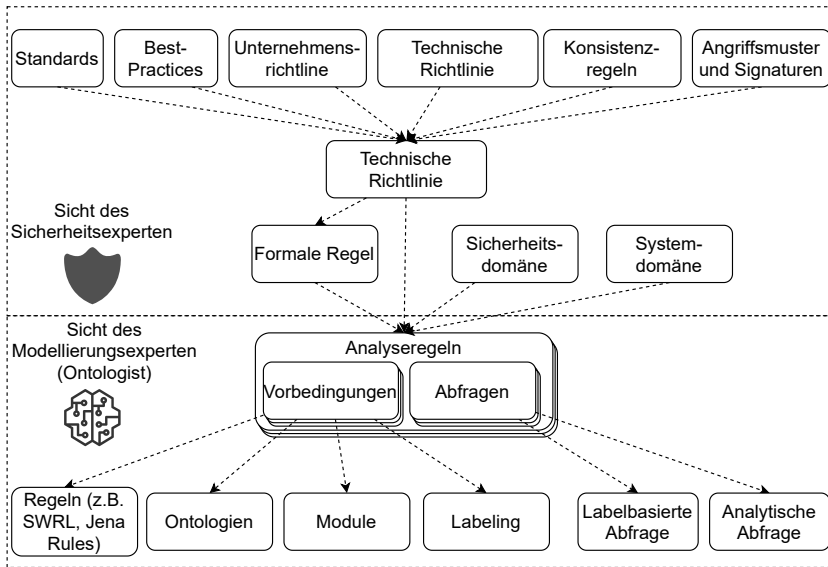 Standards
Best-
Practices
Unternehmens-
richtline
Technische
Richtlinie
Konsistenz-
regeln
Angriffsmuster
und Signaturen
Technische
Richtlinie
Sicht des
Sicherheitsexperten
Formale Regel
Sicherheits-
domäne
System-
domäne
Sicht des
Modellierungsexperten
(Ontologist)
Analyseregeln
Vorbedingungen
Abfragen
Regeln (z.B.
SWRL, Jena
Rules)
Ontologien
Module
Labeling
Labelbasierte
Abfrage
Analytische
Abfrage